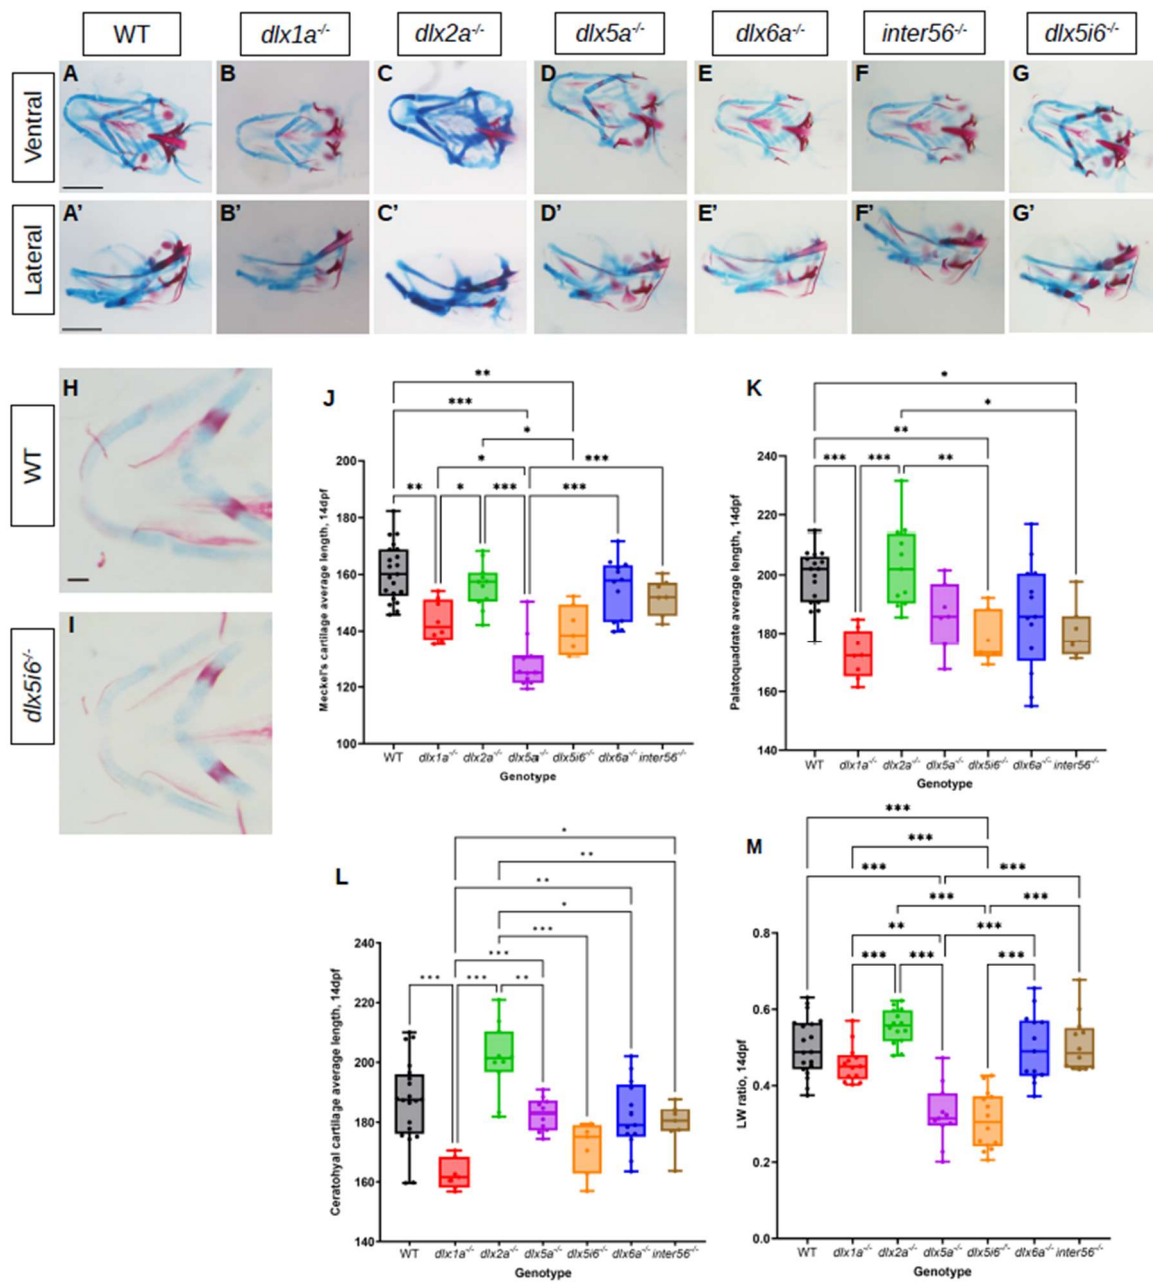 WT dlx1a-/- dlx2a-/- dlx5a-/- dlx6a-/- inter56-/- dlx5i6-/-
Ventral
A B C D E F G
Lateral
A' B' C' D' E' F' G'
WT
H
dlx5i6-/-
I
J
**
***
*
* ***
** * *** ***
Meckel's cartilage average length, 14dpf
200
180
160
140
120
100
WT dlx1a-/- dlx2a-/- dlx5a-/- dlx5i6-/- dlx6a-/- inter56-/-
Genotype
K
*
*
**
*** *** **
Palatoquadrate average length, 14dpf
240
220
200
180
160
140
WT dlx1a-/- dlx2a-/- dlx5a-/- dlx5i6-/- dlx6a-/- inter56-/-
Genotype
L
*
**
**
*
***
***
*** *** **
Ceratohyal cartilage average length, 14dpf
240
220
200
180
160
140
WT dlx1a-/- dlx2a-/- dlx5a-/- dlx5i6-/- dlx6a-/- inter56-/-
Genotype
M
***
***
*** ***
*** ***
** ***
*** *** ***
LW ratio, 14dpf
0.8
0.6
0.4
0.2
0.0
WT dlx1a-/- dlx2a-/- dlx5a-/- dlx5i6-/- dlx6a-/- inter56-/-
Genotype